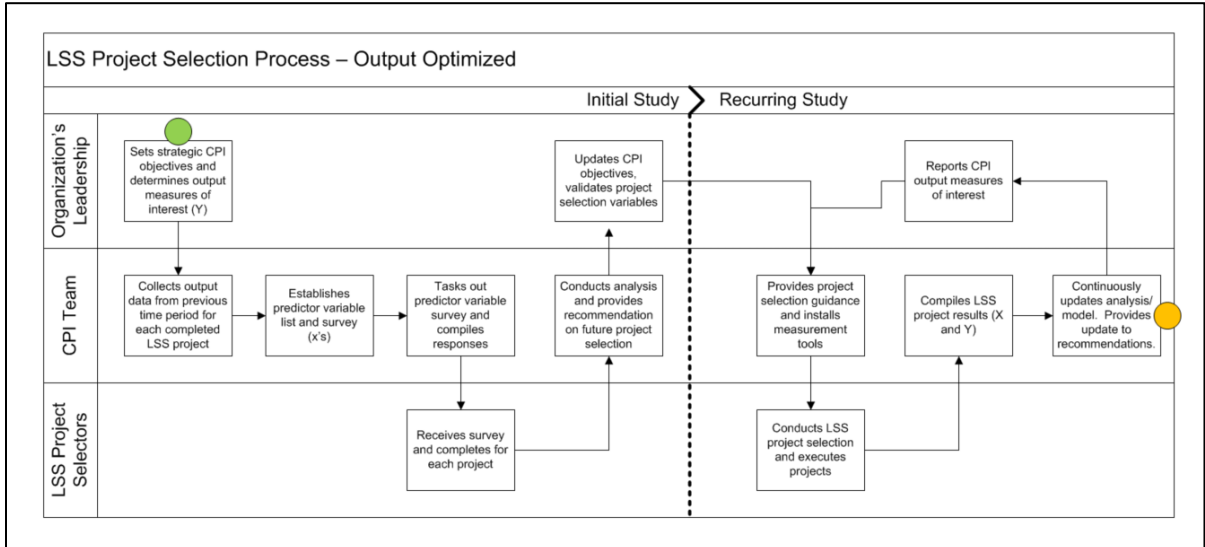 LSS Project Selection Process – Output Optimized
Initial Study
Recurring Study
Organization's
Leadership
Sets strategic CPI
objectives and
determines output
measures of
interest (Y)
Updates CPI
objectives,
validates project
selection variables
Reports CPI
output measures
of interest
CPI Team
Collects output
data from previous
time period for
each completed
LSS project
Establishes
predictor variable
list and survey
(x's)
Tasks out
predictor variable
survey and
compiles
responses
Conducts analysis
and provides
recommendation
on future project
selection
Provides project
selection guidance
and installs
measurement
tools
Compiles LSS
project results (X
and Y)
Continuously
updates analysis/
model. Provides
update to
recommendations.
LSS Project
Selectors
Receives survey
and completes for
each project
Conducts LSS
project selection
and executes
projects